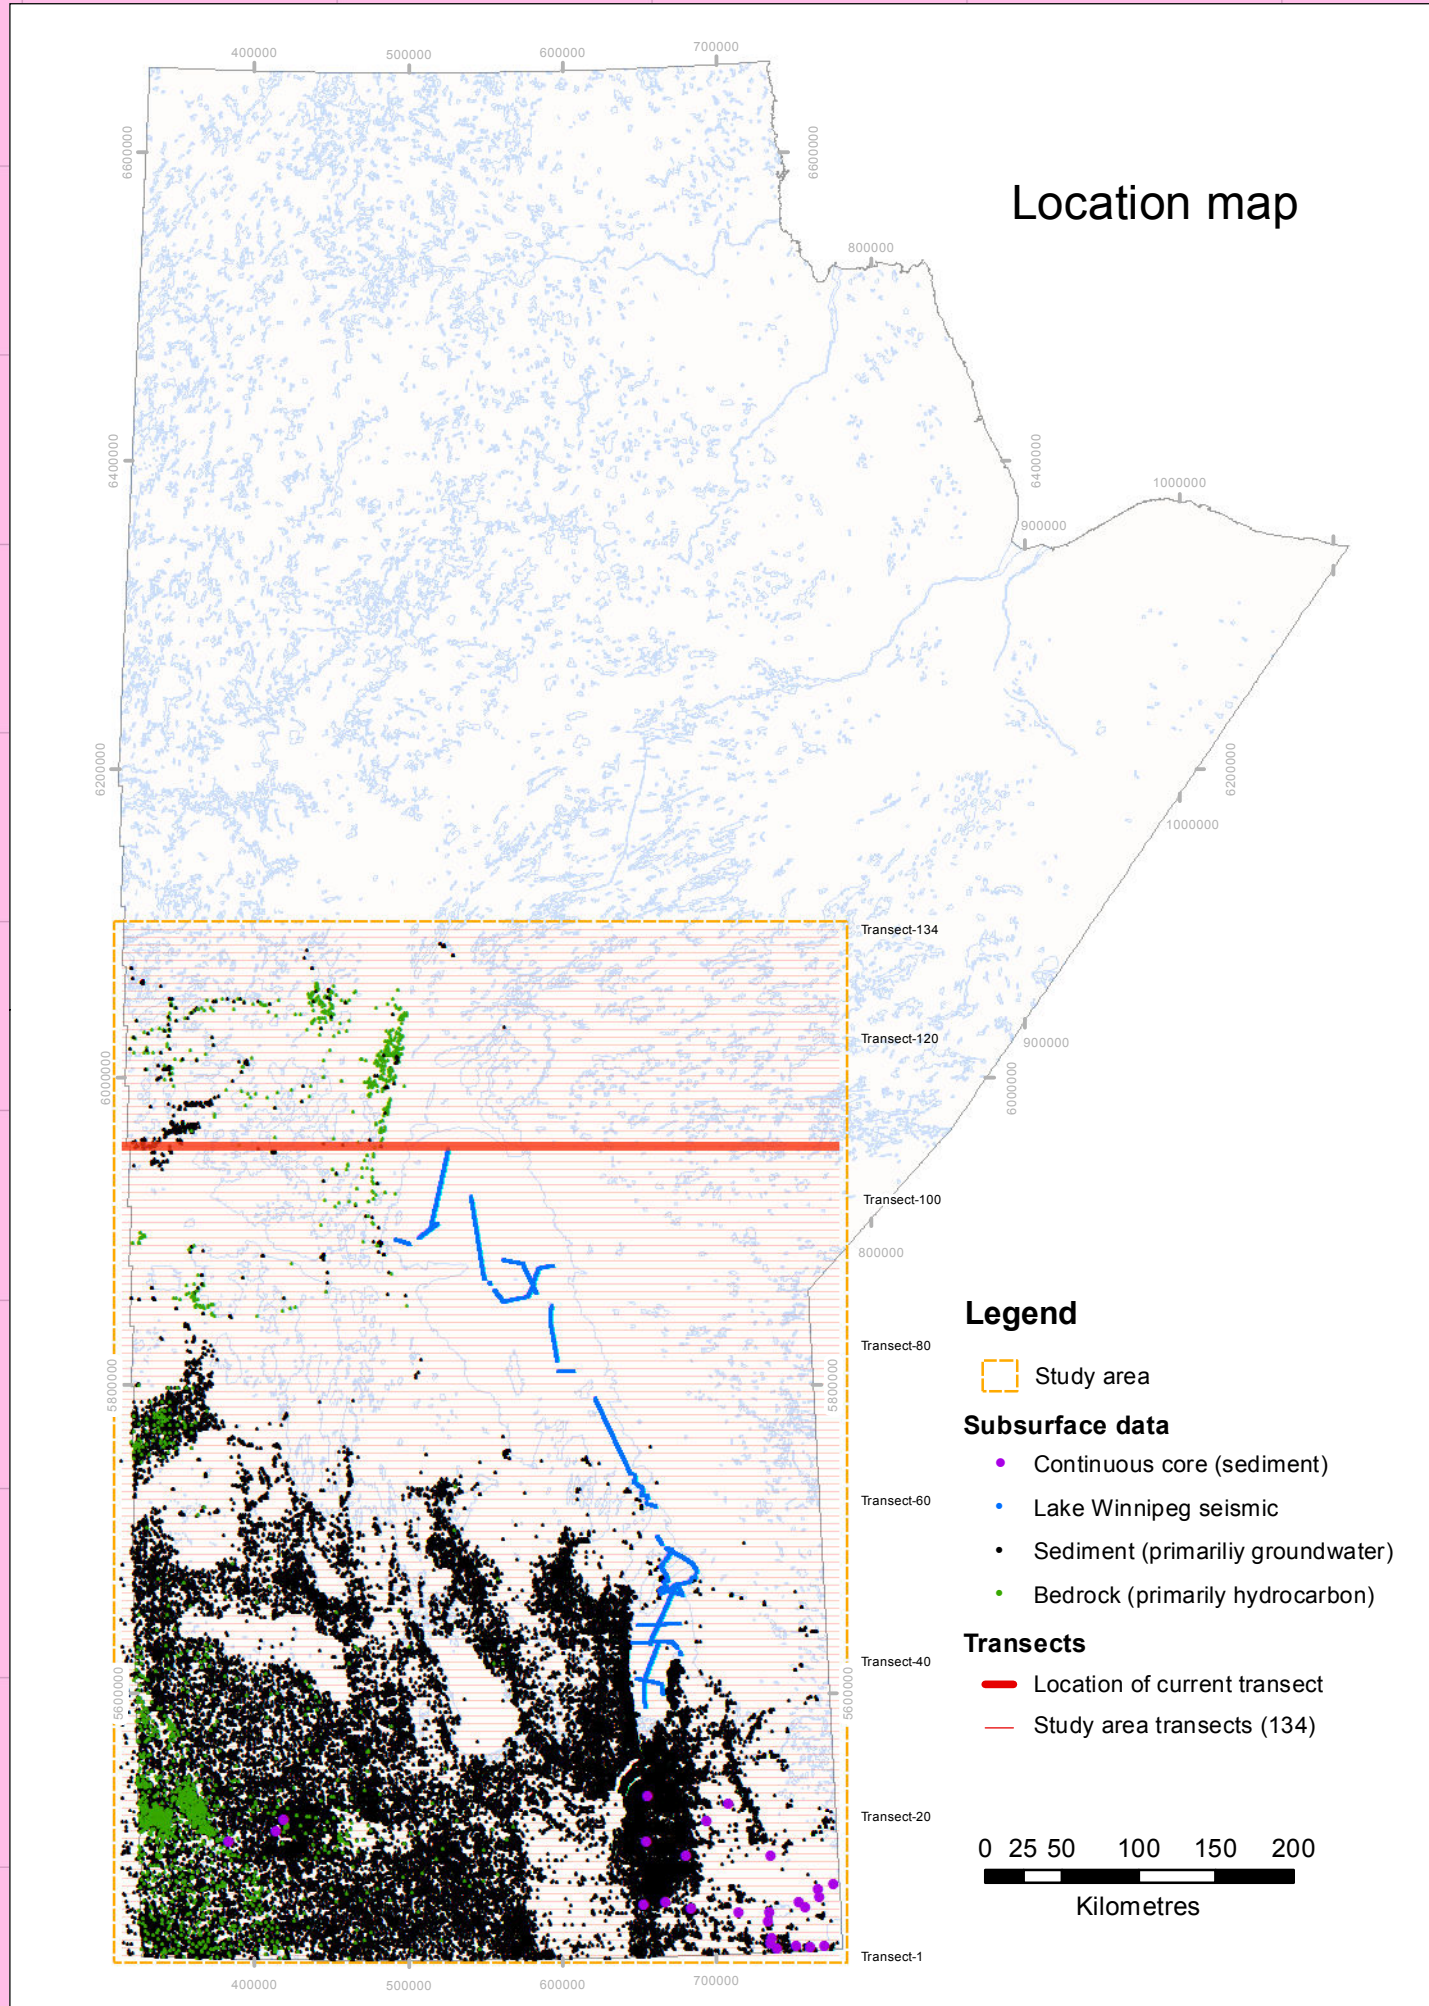 400000
500000
600000
700000
6600000
6600000
Location map
800000
6400000
6400000
1000000
900000
6200000
6200000
1000000
Transect-134
Transect-120
900000
6000000
6000000
Transect-100
800000
Legend
Transect-80
Study area
5800000
5800000
Subsurface data
Continuous core (sediment)
Transect-60
Lake Winnipeg seismic
Sediment (primariliy groundwater)
Bedrock (primarily hydrocarbon)
Transects
Transect-40
Location of current transect
5600000
5600000
Study area transects (134)
Transect-20
0 25 50 100 150 200
Kilometres
Transect-1
400000
500000
600000
700000